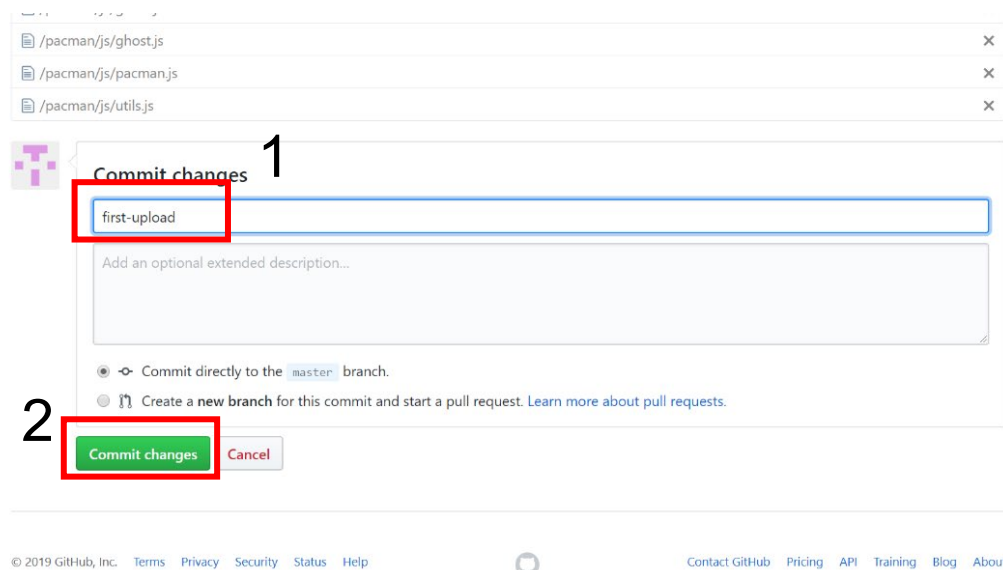 /pacman/js/ghost.js
/pacman/js/pacman.js
/pacman/js/utils.js
1
Commit changes
first-upload
Add an optional extended description...
Commit directly to the master branch.
Create a new branch for this commit and start a pull request. Learn more about pull requests.
2
Commit changes Cancel
© 2019 GitHub, Inc. Terms Privacy Security Status Help Contact GitHub Pricing API Training Blog Abou